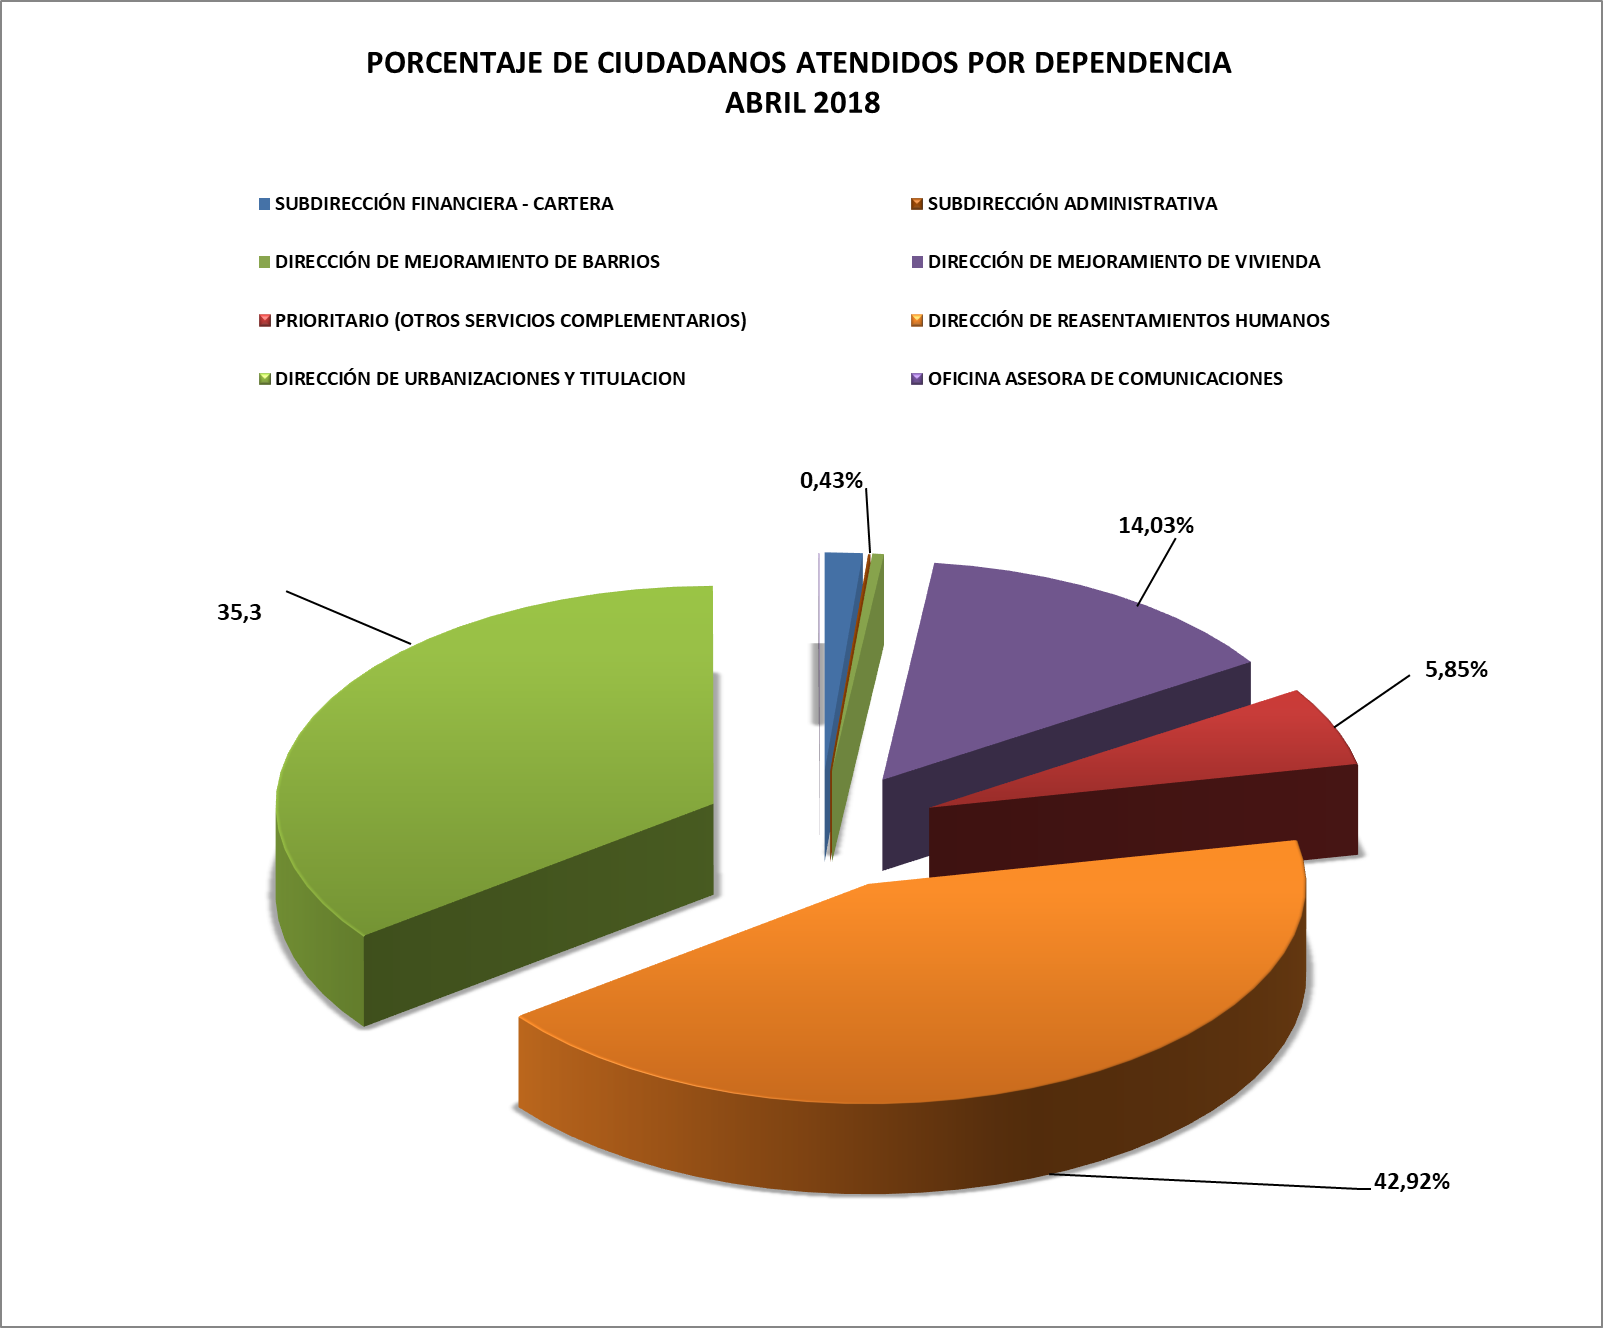 PORCENTAJE DE CIUDADANOS ATENDIDOS POR DEPENDENCIA
ABRIL 2018
SUBDIRECCIÓN FINANCIERA - CARTERA
SUBDIRECCIÓN ADMINISTRATIVA
DIRECCIÓN DE MEJORAMIENTO DE BARRIOS
DIRECCIÓN DE MEJORAMIENTO DE VIVIENDA
PRIORITARIO (OTROS SERVICIOS COMPLEMENTARIOS)
DIRECCIÓN DE REASENTAMIENTOS HUMANOS
DIRECCIÓN DE URBANIZACIONES Y TITULACION
OFICINA ASESORA DE COMUNICACIONES
0,43%
14,03%
35,3
5,85%
42,92%